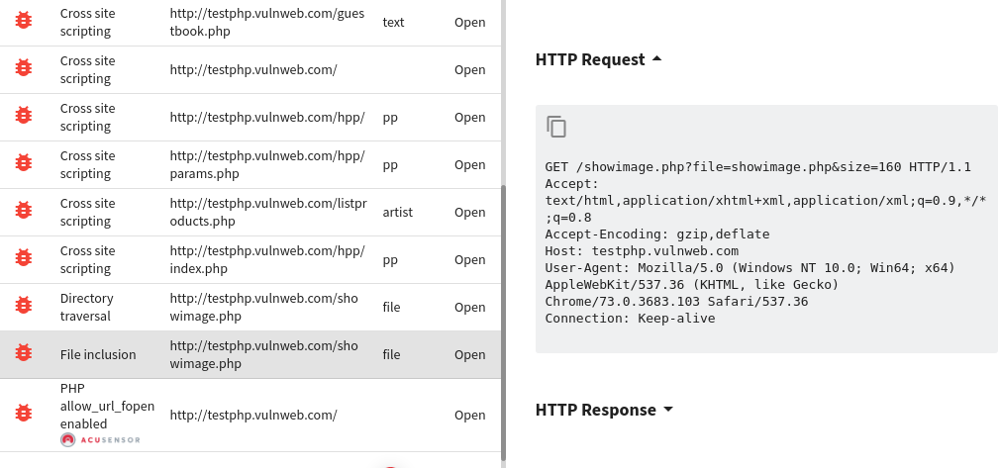 Cross site
scripting
http://testphp.vulnweb.com/gues
tbook.php
text
Open
Cross site
scripting
http://testphp.vulnweb.com/
Open
Cross site
scripting
http://testphp.vulnweb.com/hpp/
pp
Open
Cross site
scripting
http://testphp.vulnweb.com/hpp/
params.php
pp
Open
Cross site
scripting
http://testphp.vulnweb.com/listpr
oducts.php
artist
Open
Cross site
scripting
http://testphp.vulnweb.com/hpp/
index.php
pp
Open
Directory
traversal
http://testphp.vulnweb.com/sho
wimage.php
file
Open
File inclusion
http://testphp.vulnweb.com/sho
wimage.php
file
Open
PHP
allow_url_fopen
enabled
ACUSENSOR
http://testphp.vulnweb.com/
Open
HTTP Request
GET /showimage.php?file=showimage.php&size=160 HTTP/1.1
Accept:
text/html,application/xhtml+xml,application/xml;q=0.9,*/*
;q=0.8
Accept-Encoding: gzip,deflate
Host: testphp.vulnweb.com
User-Agent: Mozilla/5.0 (Windows NT 10.0; Win64; x64)
AppleWebKit/537.36 (KHTML, like Gecko)
Chrome/73.0.3683.103 Safari/537.36
Connection: Keep-alive
HTTP Response